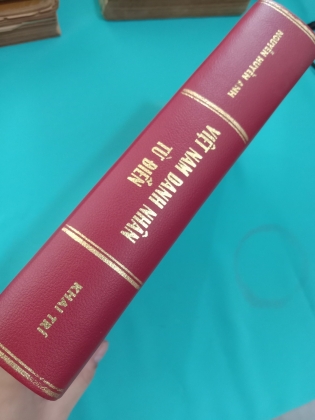 NGUYỄN HUYỀN ANH
VIỆT NAM DANH NHÂN
TỪ ĐIỂN
KHAI TRÍ